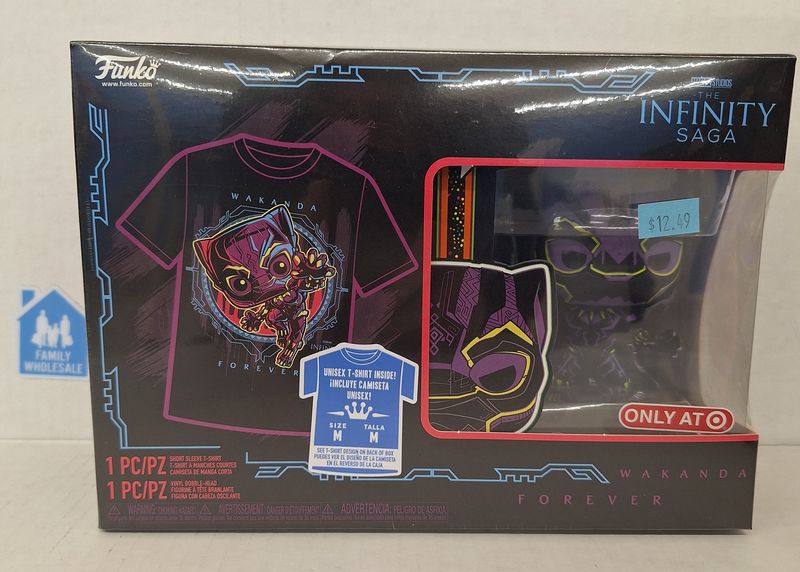 Funko
www.funko.com
STUDIOS
THE
INFINITY
SAGA
$12.49
WAKANDA
FOREVER
FAMILY
WHOLESALE
UNISEX T-SHIRT INSIDE!
¡INCLUYE CAMISETA
UNISEX!
SIZE TALLA
M M
SEE T-SHIRT DESIGN ON BACK OF BOX
PUEDES VER EL DISEÑO DE LA CAMISETA
EN EL REVERSO DE LA CAJA
ONLY AT
1 PC/PZ SHORT SLEEVE T-SHIRT
T-SHIRT À MANCHES COURTES
CAMISETA DE MANGA CORTA
1 PC/PZ VINYL BOBBLE-HEAD
FIGURINE À TÊTE BRANLANTE
FIGURA CON CABEZA OSCILANTE
WAKANDA
FOREVER
WARNING: CHOKING HAZARD. AVERTISSEMENT: DANGER D'ÉTOUFFEMENT ADVERTENCIA: PELIGRO DE ASFIXIA.